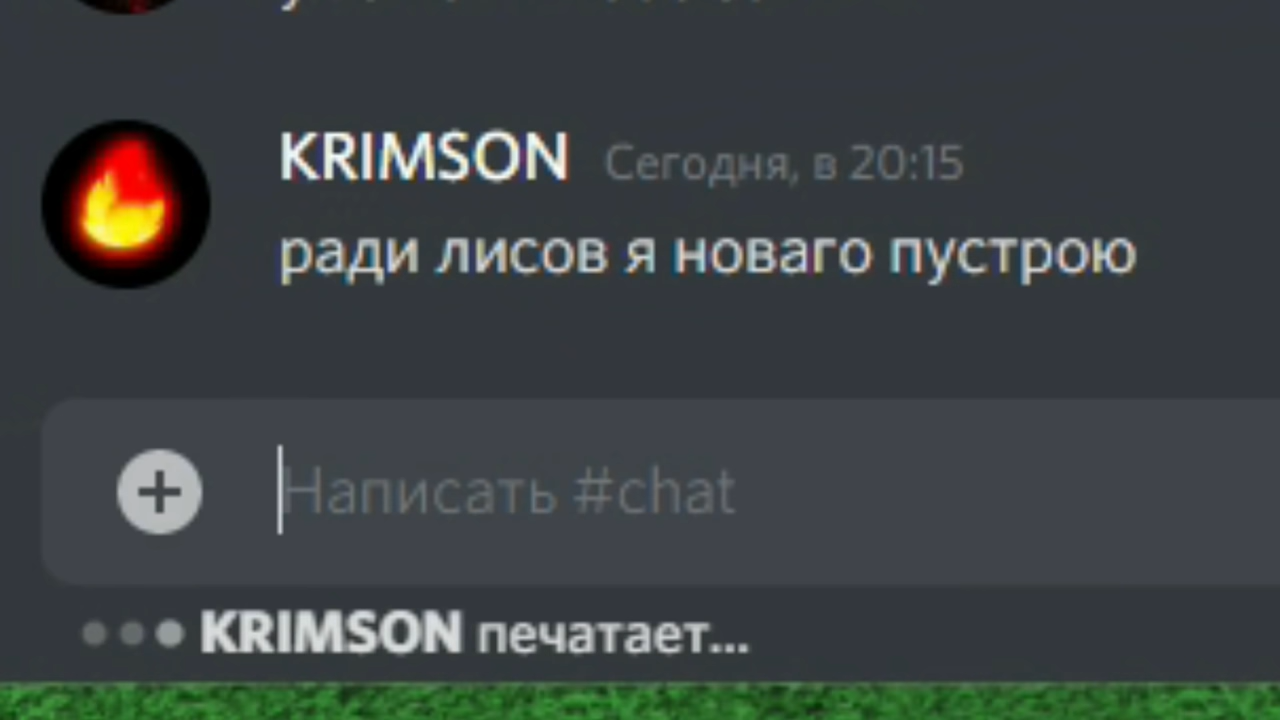 KRIMSON Сегодня, в 20:15
ради лисов я новаго пустрою
Написать #chat
KRIMSON печатает...